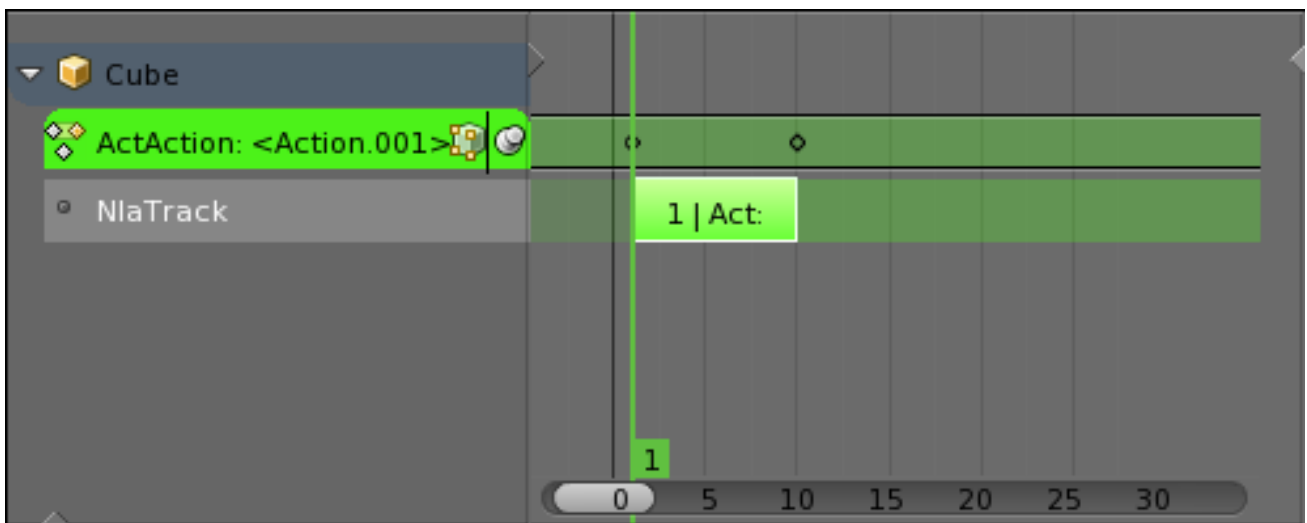 Cube
ActAction: <Action.001>
NlaTrack
1 | Act:
1
0 5 10 15 20 25 30